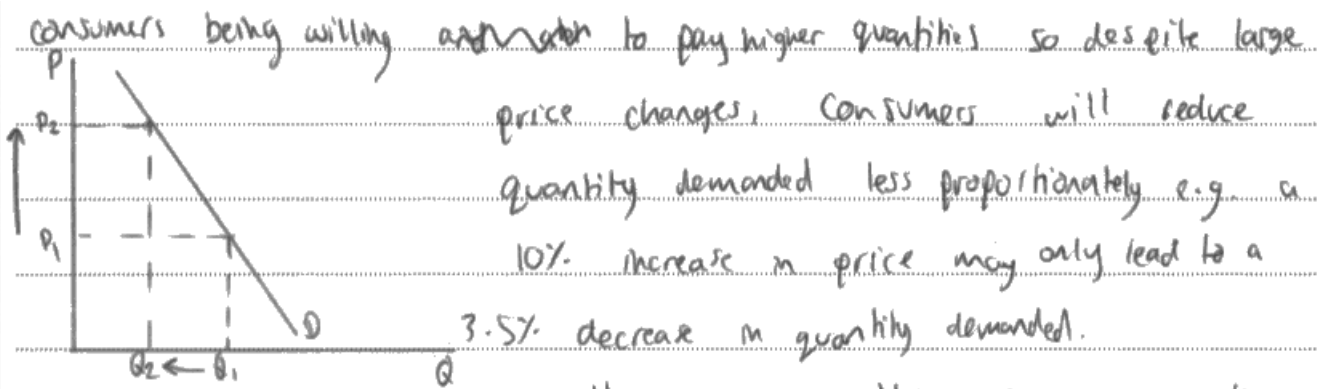 consumers being willing to pay higher quantities so despite large
P
P2
price changes, Consumers will reduce
quantity demanded less proportionately e.g. a
P1
10% increase in price may only lead to a
D
3.5% decrease in quantity demanded.
Q2 ← Q1
Q